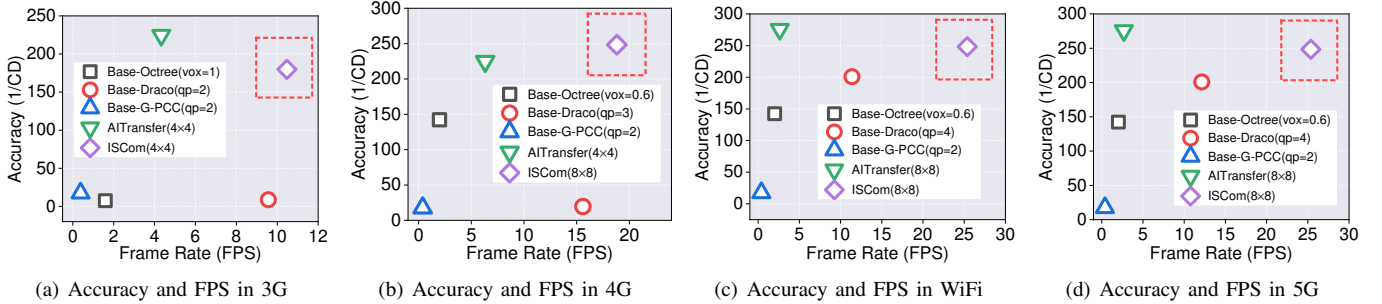 Accuracy (1/CD)
250
200
150
100
50
0
Base-Octree(vox=1)
Base-Draco(qp=2)
Base-G-PCC(qp=2)
AITransfer(4×4)
ISCom(4×4)
0 2 4 6 8 10 12
Frame Rate (FPS)
(a) Accuracy and FPS in 3G
Accuracy (1/CD)
300
250
200
150
100
50
0
Base-Octree(vox=0.6)
Base-Draco(qp=3)
Base-G-PCC(qp=2)
AITransfer(4×4)
ISCom(8×8)
0 5 10 15 20
Frame Rate (FPS)
(b) Accuracy and FPS in 4G
Accuracy (1/CD)
300
250
200
150
100
50
0
Base-Octree(vox=0.6)
Base-Draco(qp=4)
Base-G-PCC(qp=2)
AITransfer(8×8)
ISCom(8×8)
0 5 10 15 20 25 30
Frame Rate (FPS)
(c) Accuracy and FPS in WiFi
Accuracy (1/CD)
300
250
200
150
100
50
0
Base-Octree(vox=0.6)
Base-Draco(qp=4)
Base-G-PCC(qp=2)
AITransfer(8×8)
ISCom(8×8)
0 5 10 15 20 25 30
Frame Rate (FPS)
(d) Accuracy and FPS in 5G